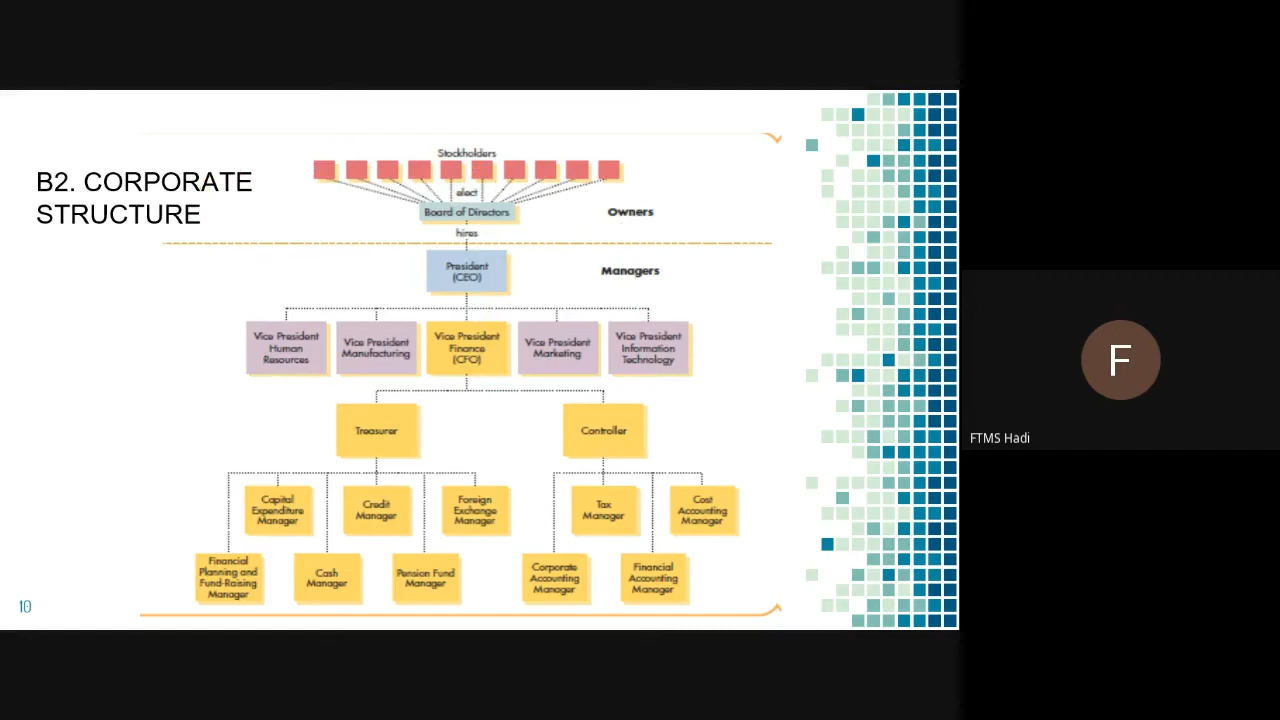 B2. CORPORATE
STRUCTURE
Stockholders
elect
Board of Directors
Owners
hires
President
(CEO)
Managers
Vice President
Human
Resources
Vice President
Manufacturing
Vice President
Finance
(CFO)
Vice President
Marketing
Vice President
Information
Technology
Treasurer
Controller
Capital
Expenditure
Manager
Credit
Manager
Foreign
Exchange
Manager
Tax
Manager
Cost
Accounting
Manager
Financial
Planning and
Fund-Raising
Manager
Cash
Manager
Pension Fund
Manager
Corporate
Accounting
Manager
Financial
Accounting
Manager
10
F
FTMS Hadi